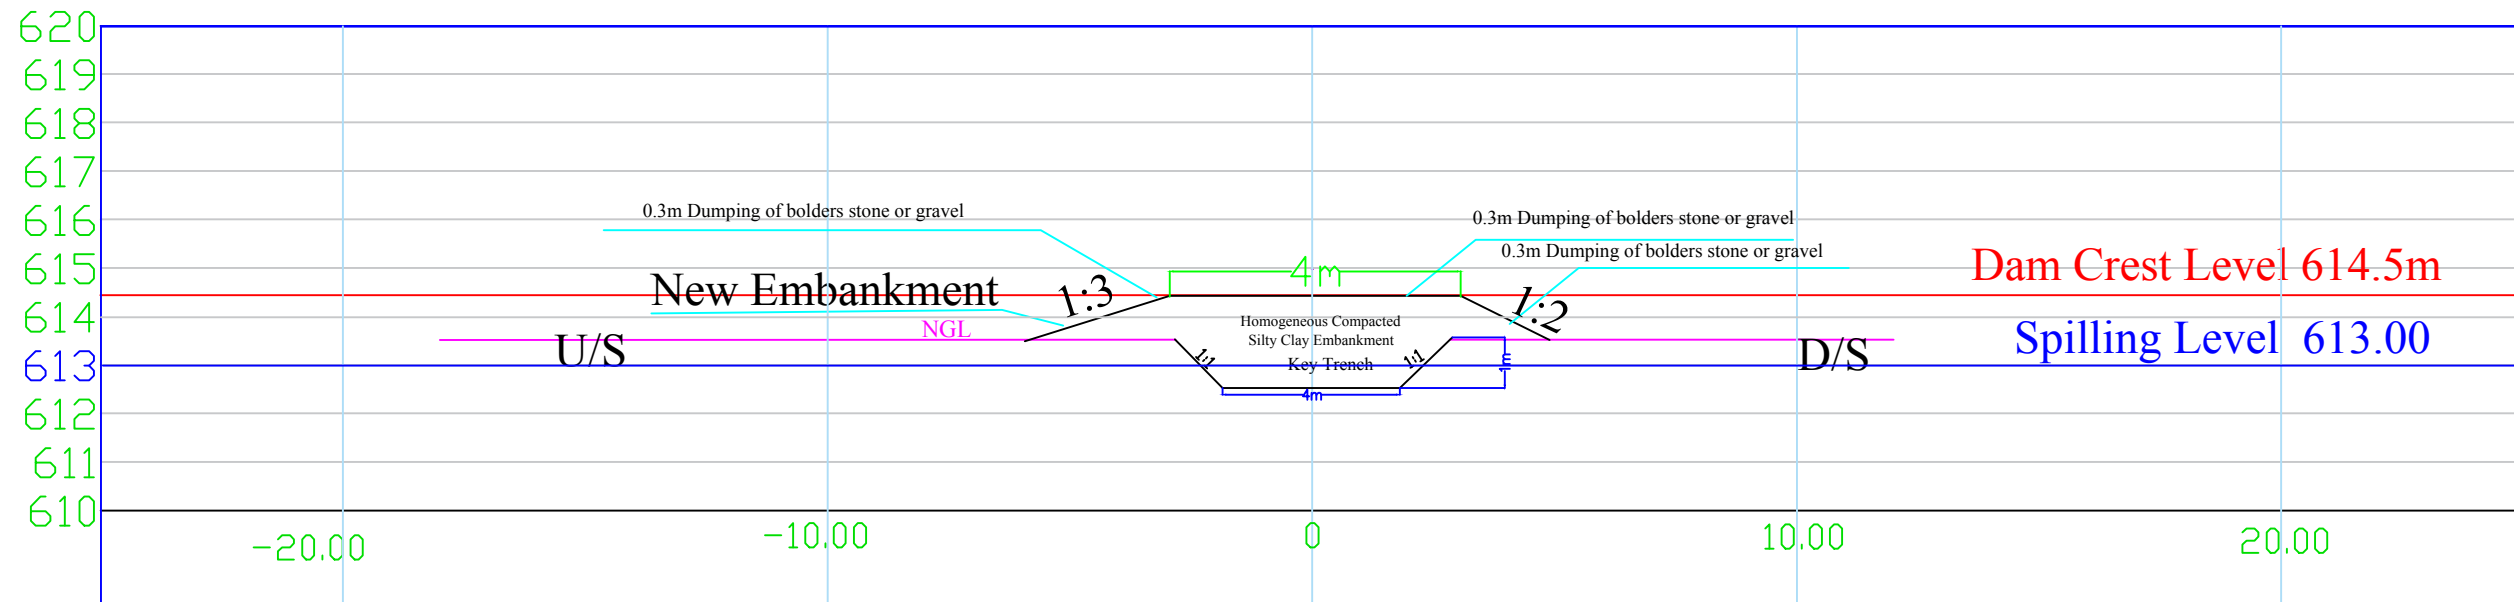 620
619
618
617
616
0.3m Dumping of bolders stone or gravel
0.3m Dumping of bolders stone or gravel
0.3m Dumping of bolders stone or gravel
615
4m
Dam Crest Level 614.5m
New Embankment
1:3
1:2
614
NGL
Homogeneous Compacted
Silty Clay Embankment
Spilling Level 613.00
U/S
1:1
Key Trench
1:1
1m
D/S
613
4m
612
611
610
-20.00
-10.00
0
10.00
20.00